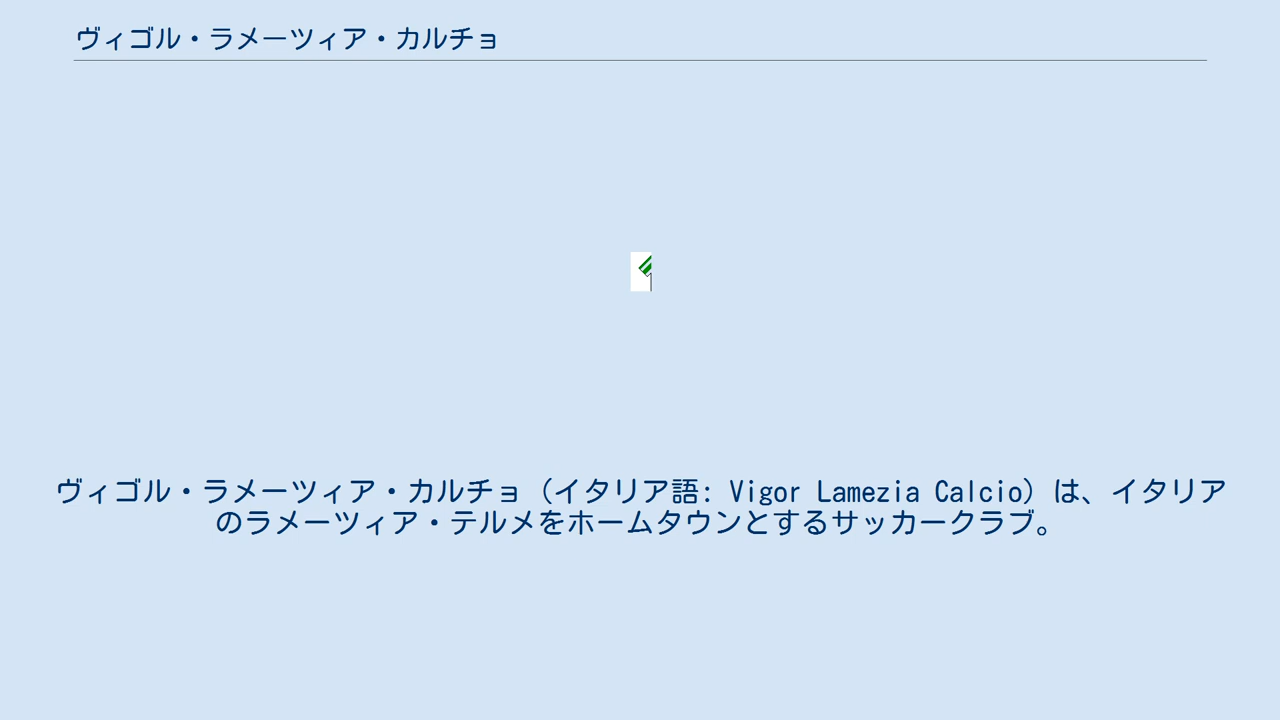 ヴィゴル・ラメーツィア・カルチョ
ヴィゴル・ラメーツィア・カルチョ（イタリア語: Vigor Lamezia Calcio）は、イタリア
のラメーツィア・テルメをホームタウンとするサッカークラブ。